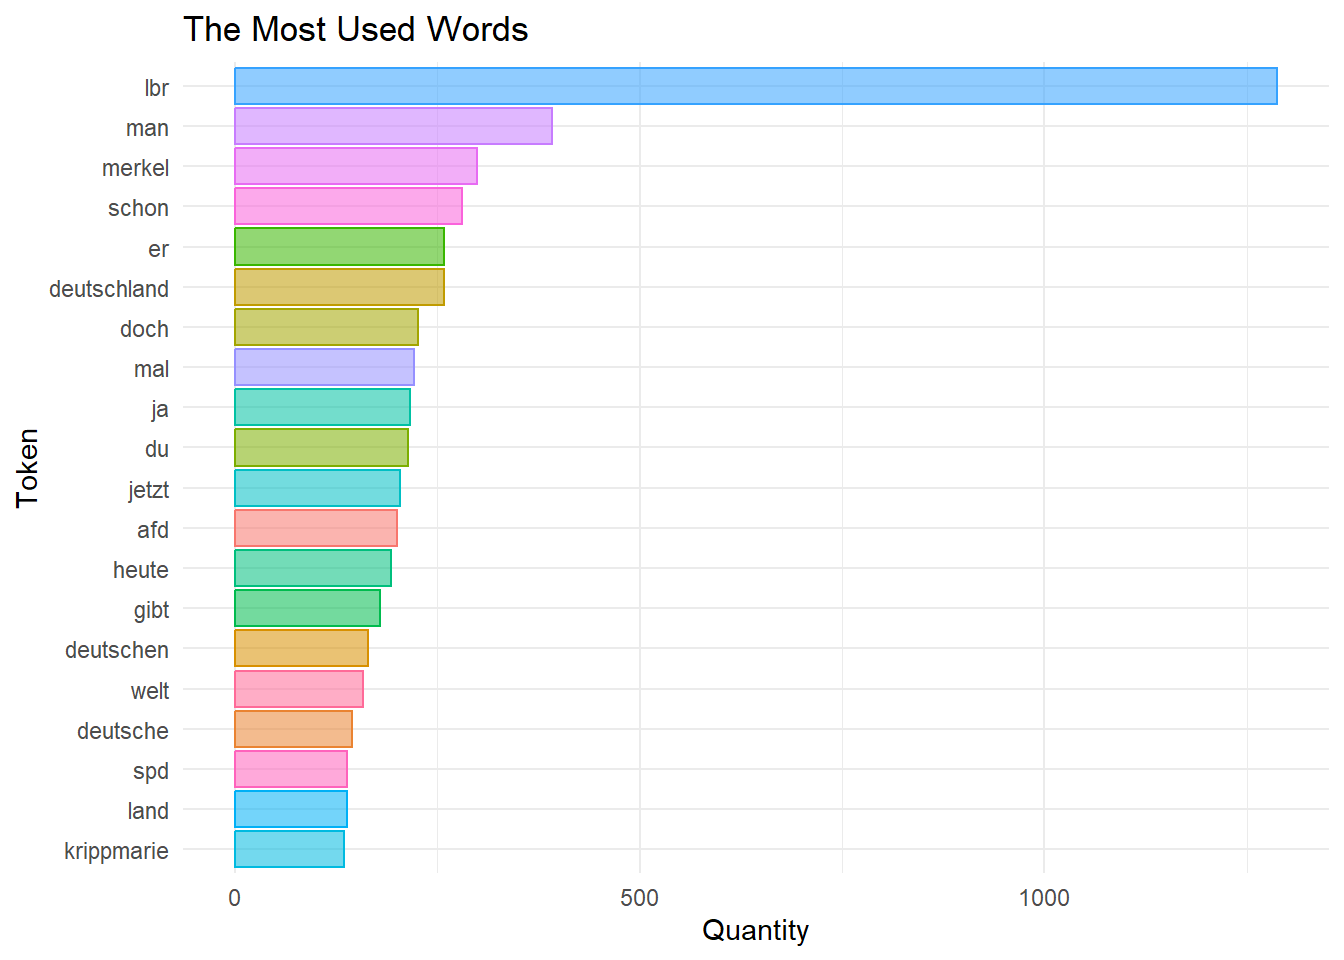 The Most Used Words
lbr
man
merkel
schon
er
deutschland
doch
mal
ja
du
jetzt
afd
heute
gibt
deutschen
welt
deutsche
spd
land
krippmarie
Token
0 500 1000
Quantity